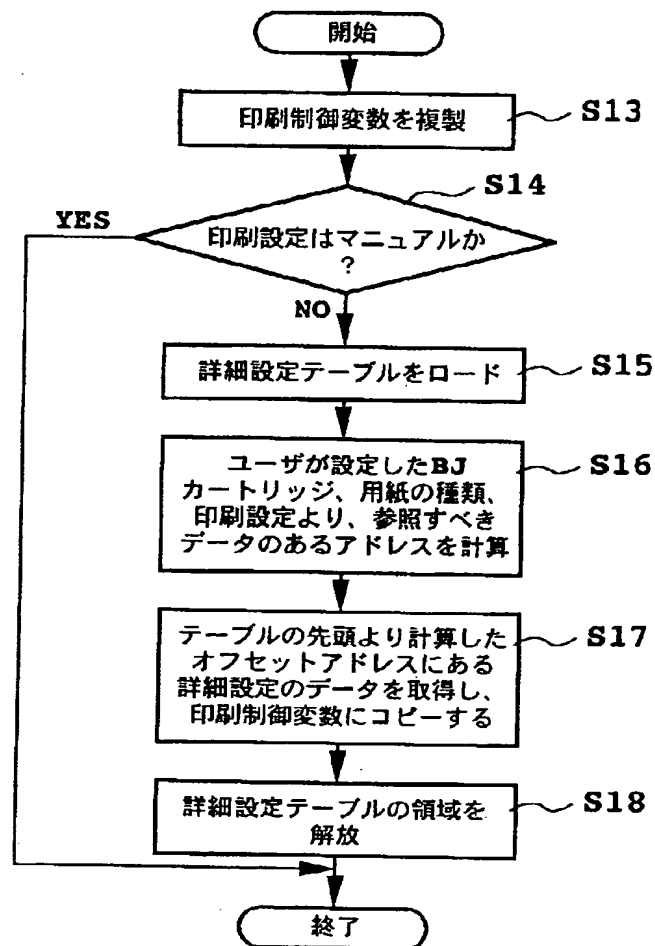 開始
印刷制御変数を複製
S13
S14
YES
印刷設定はマニュアルか
?
NO
詳細設定テーブルをロード
S15
ユーザが設定したBJ
カートリッジ、用紙の種類、
印刷設定より、参照すべき
データのあるアドレスを計算
S16
テーブルの先頭より計算した
オフセットアドレスにある
詳細設定のデータを取得し、
印刷制御変数にコピーする
S17
詳細設定テーブルの領域を
解放
S18
終了